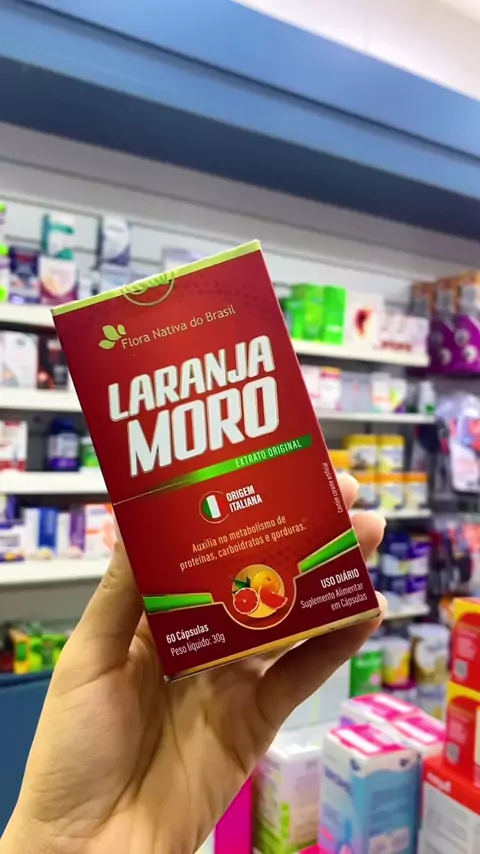 Flora Nativa do Brasil
LARANJA
MORO
EXTRATO ORIGINAL
ORIGEM
ITALIANA
Auxilia no metabolismo de
proteínas, carboidratos e gorduras.
USO DIÁRIO
Suplemento Alimentar
em Cápsulas
60 Cápsulas
Peso líquido: 30g